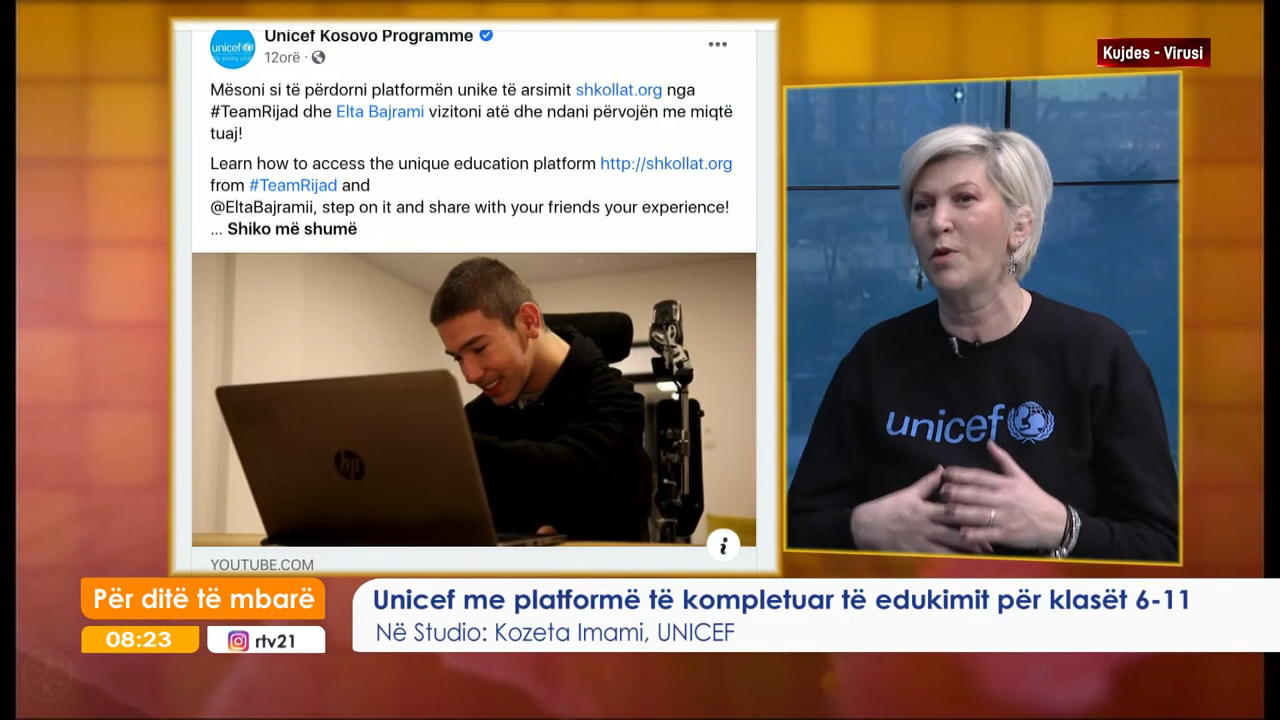 Unicef Kosovo Programme
12orë
Mësoni si të përdorni platformën unike të arsimit shkollat.org nga
#TeamRijad dhe Elta Bajrami vizitoni atë dhe ndani përvojën me miqtë
tuaj!
Learn how to access the unique education platform http://shkollat.org
from #TeamRijad and
@EltaBajramii, step on it and share with your friends your experience!
... Shiko më shumë
unicef
hp
YOUTUBE.COM
Kujdes - Virusi
unicef
Për ditë të mbarë
08:23
rtv21
Unicef me platformë të kompletuar të edukimit për klasët 6-11
Në Studio: Kozeta Imami, UNICEF